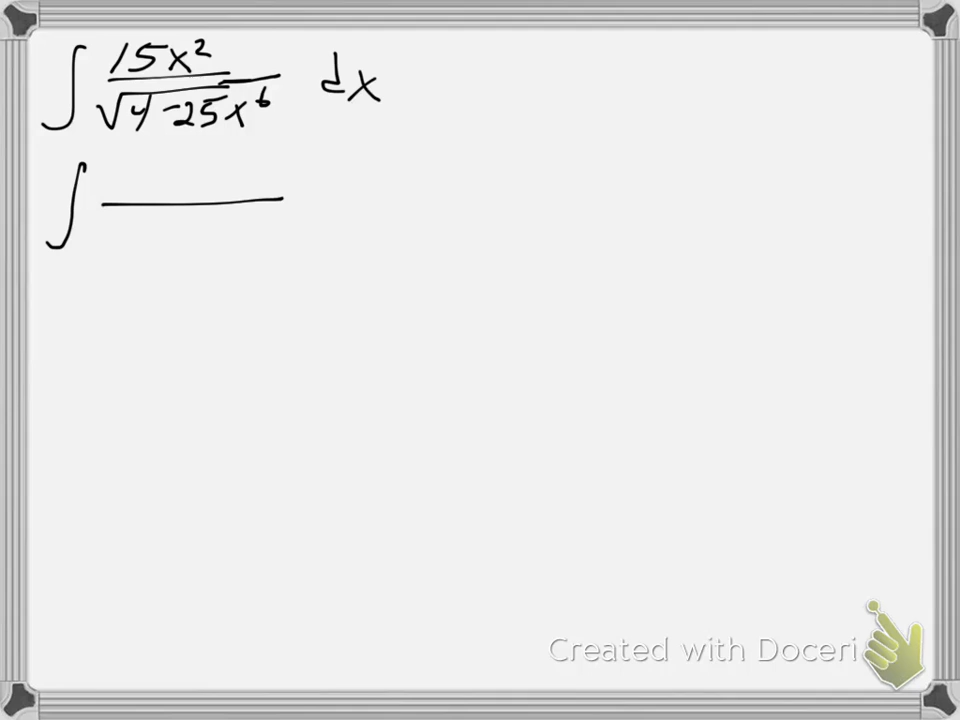 ∫ 15x² / √(4-25x⁶) dx
∫
Created with Doceri